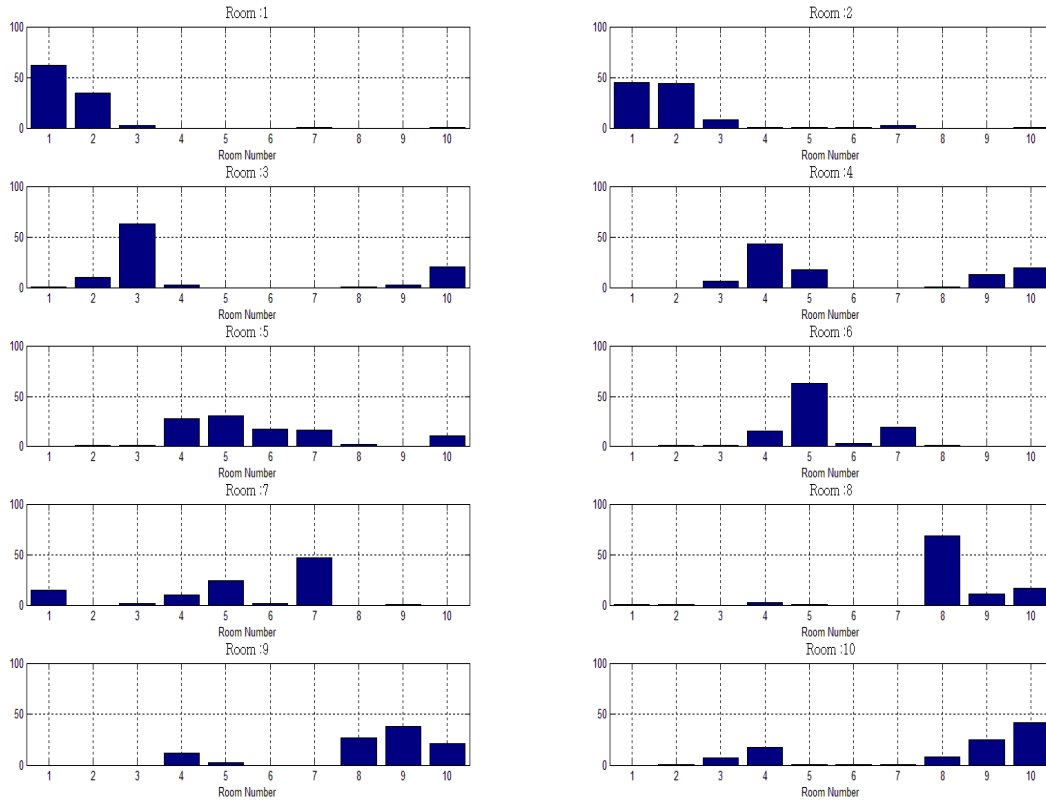 Room :1
100
50
0
1 2 3 4 5 6 7 8 9 10
Room Number
Room :2
100
50
0
1 2 3 4 5 6 7 8 9 10
Room Number
Room :3
100
50
0
1 2 3 4 5 6 7 8 9 10
Room Number
Room :4
100
50
0
1 2 3 4 5 6 7 8 9 10
Room Number
Room :5
100
50
0
1 2 3 4 5 6 7 8 9 10
Room Number
Room :6
100
50
0
1 2 3 4 5 6 7 8 9 10
Room Number
Room :7
100
50
0
1 2 3 4 5 6 7 8 9 10
Room Number
Room :8
100
50
0
1 2 3 4 5 6 7 8 9 10
Room Number
Room :9
100
50
0
1 2 3 4 5 6 7 8 9 10
Room Number
Room :10
100
50
0
1 2 3 4 5 6 7 8 9 10
Room Number